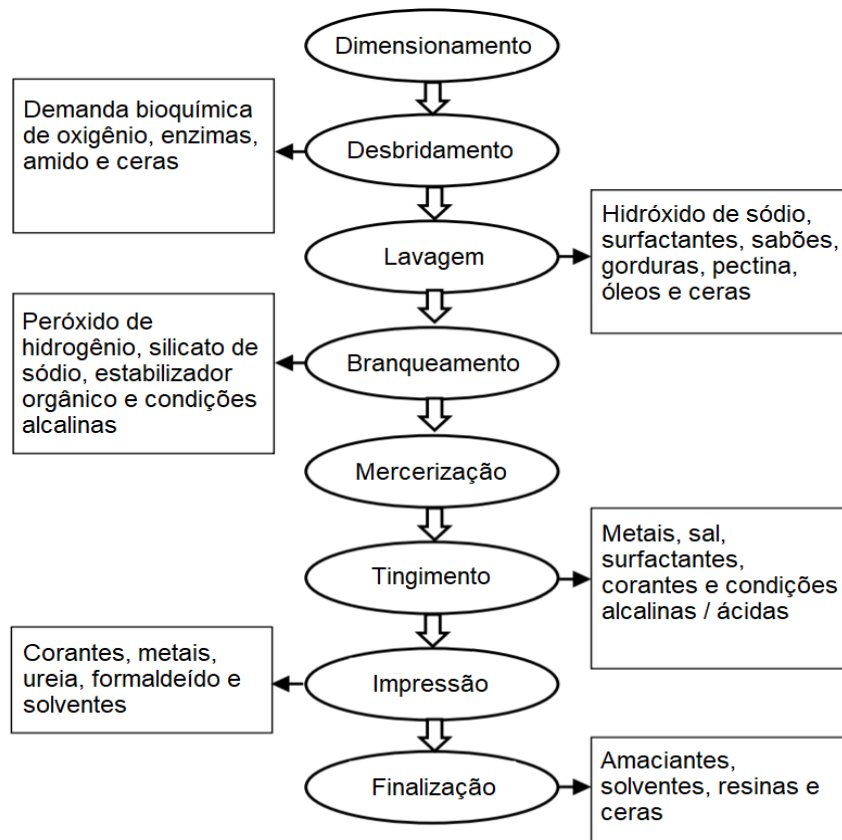 Dimensionamento
Demanda bioquímica
de oxigênio, enzimas,
amido e ceras
Desbridamento
Lavagem
Hidróxido de sódio,
surfactantes, sabões,
gorduras, pectina,
óleos e ceras
Peróxido de
hidrogênio, silicato de
sódio, estabilizador
orgânico e condições
alcalinas
Branqueamento
Mercerização
Tingimento
Metais, sal,
surfactantes,
corantes e condições
alcalinas / ácidas
Corantes, metais,
ureia, formaldeído e
solventes
Impressão
Finalização
Amaciantes,
solventes, resinas e
ceras